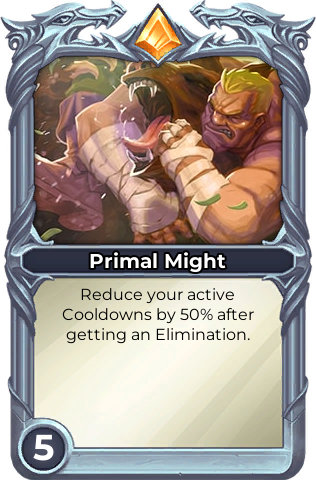 Primal Might
Reduce your active
Cooldowns by 50% after
getting an Elimination.
5